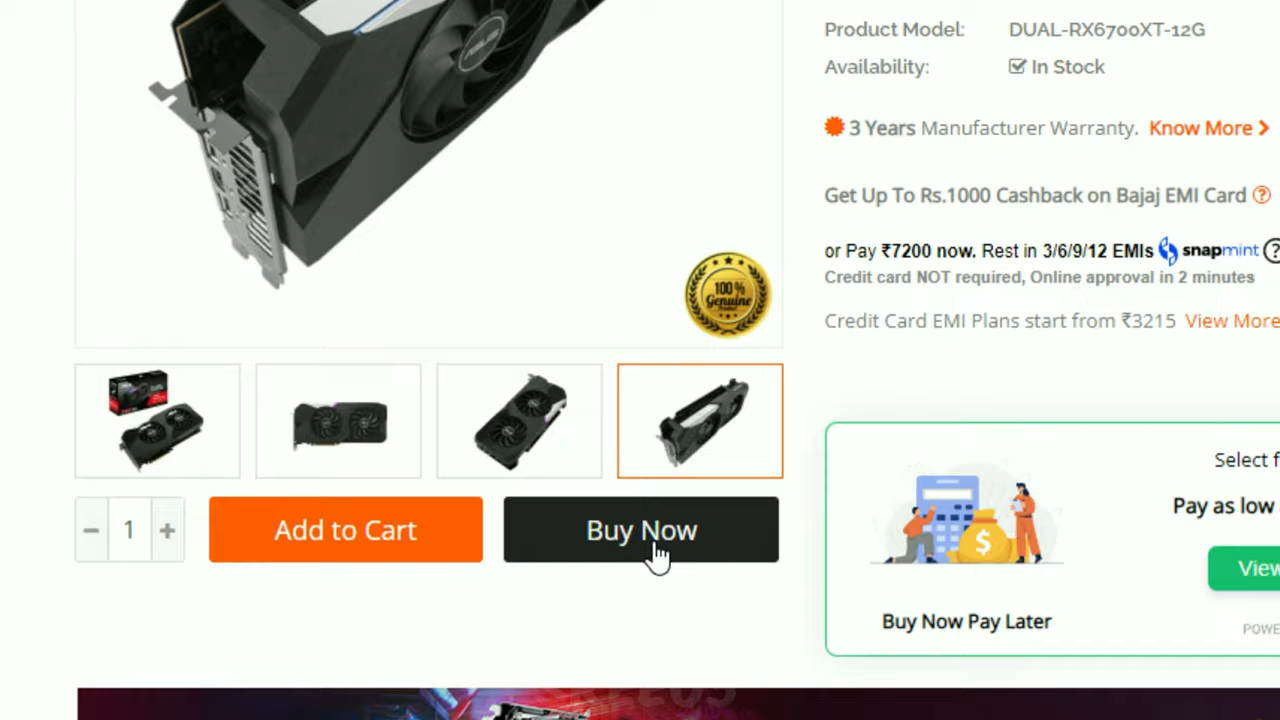 ASUS
100%
Genuine
Product Model: DUAL-RX6700XT-12G
Availability: In Stock
3 Years Manufacturer Warranty. Know More
Get Up To Rs.1000 Cashback on Bajaj EMI Card
or Pay ₹7200 now. Rest in 3/6/9/12 EMIs snapmint
Credit card NOT required, Online approval in 2 minutes
Credit Card EMI Plans start from ₹3215 View More
1
Add to Cart
Buy Now
Select f
Pay as low
View
Buy Now Pay Later
POWE